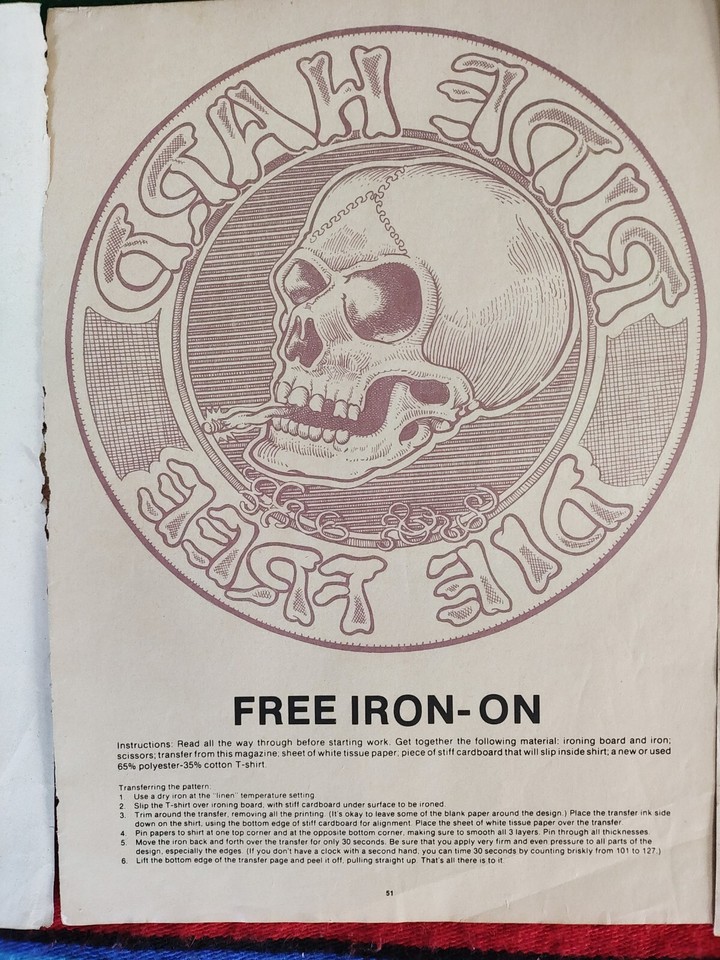 RIDE HARD
DIE FREE
FREE IRON-ON
Instructions: Read all the way through before starting work. Get together the following material: ironing board and iron;
scissors; transfer from this magazine; sheet of white tissue paper; piece of stiff cardboard that will slip inside shirt; a new or used
65% polyester-35% cotton T-shirt.
Transferring the pattern:
1. Use a dry iron at the "linen" temperature setting.
2. Slip the T-shirt over ironing board, with stiff cardboard under surface to be ironed.
3. Trim around the transfer, removing all the printing. (It's okay to leave some of the blank paper around the design.) Place the transfer ink side
down on the shirt, using the bottom edge of stiff cardboard for alignment. Place the sheet of white tissue paper over the transfer.
4. Pin papers to shirt at one top corner and at the opposite bottom corner, making sure to smooth all 3 layers. Pin through all thicknesses.
5. Move the iron back and forth over the transfer for only 30 seconds. Be sure that you apply very firm and even pressure to all parts of the
design, especially the edges. (If you don't have a clock with a second hand, you can time 30 seconds by counting briskly from 101 to 127.)
6. Lift the bottom edge of the transfer page and peel it off, pulling straight up. That's all there is to it.
51